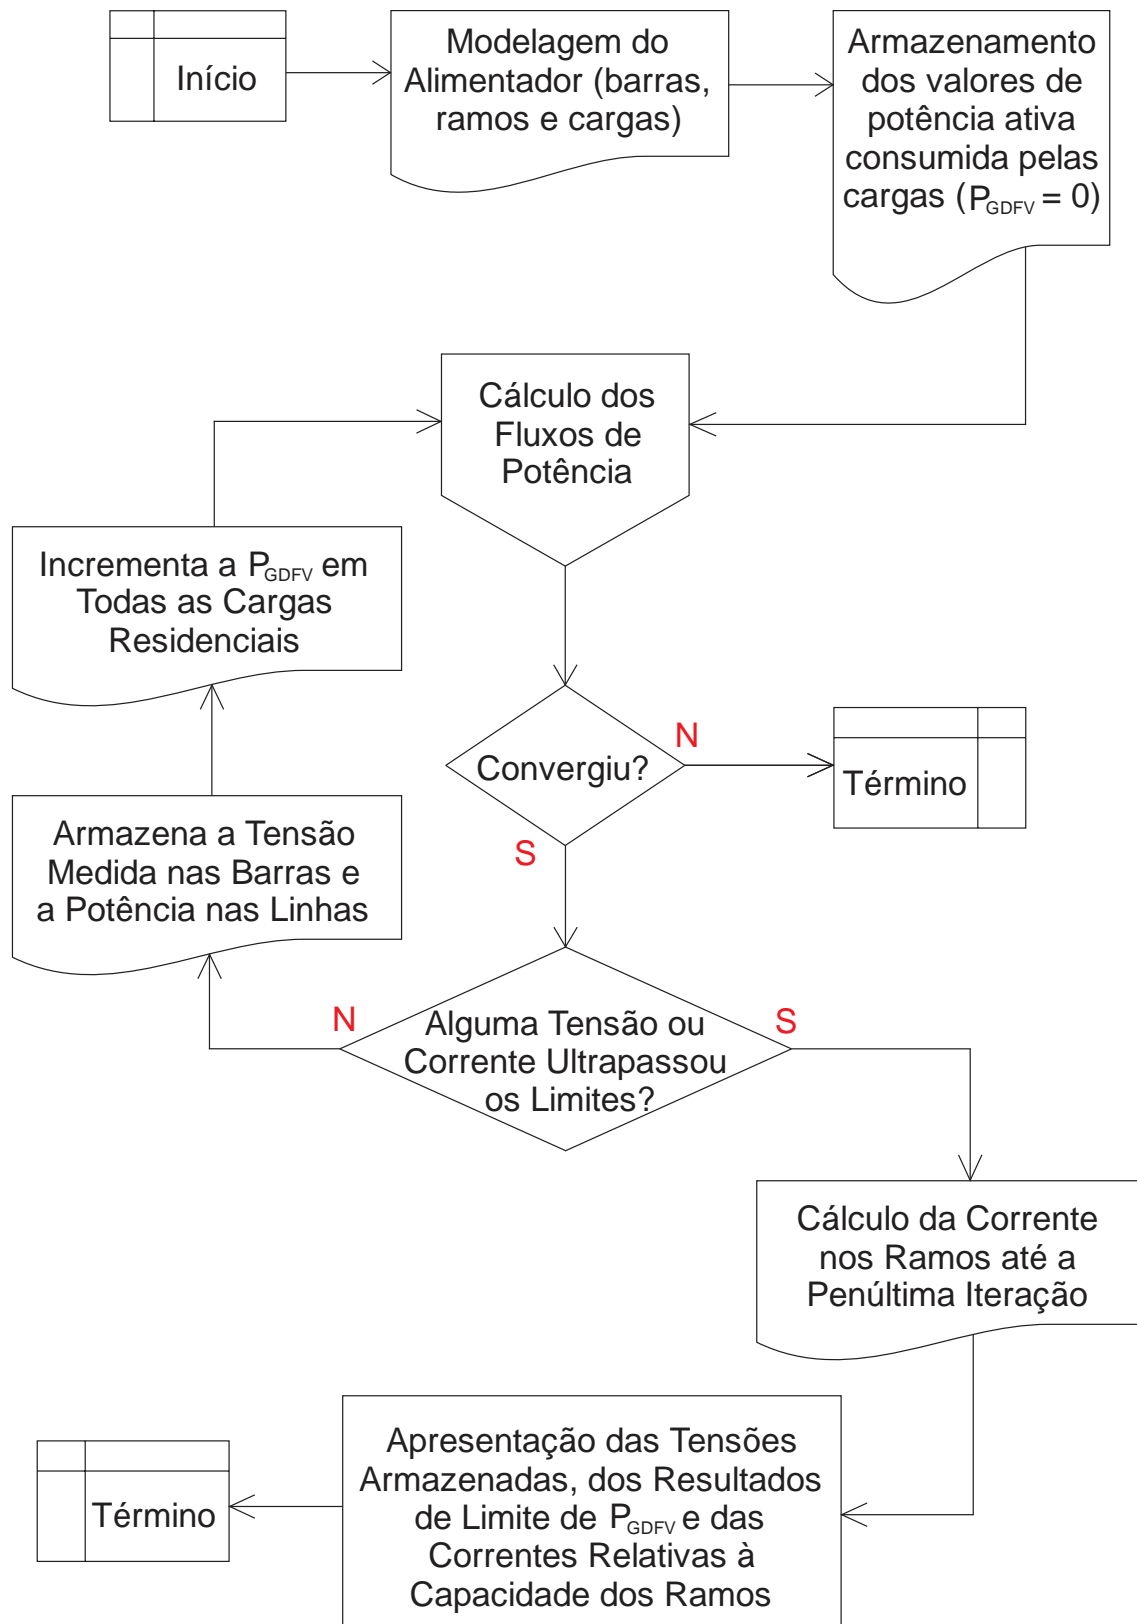 Início
Modelagem do
Alimentador (barras,
ramos e cargas)
Armazenamento
dos valores de
potência ativa
consumida pelas
cargas (PGDFV = 0)
Cálculo dos
Fluxos de
Potência
Incrementa a PGDFV em
Todas as Cargas
Residenciais
Convergiu?
N
Término
S
Armazena a Tensão
Medida nas Barras e
a Potência nas Linhas
N
Alguma Tensão ou
Corrente Ultrapassou
os Limites?
S
Cálculo da Corrente
nos Ramos até a
Penúltima Iteração
Apresentação das Tensões
Armazenadas, dos Resultados
de Limite de PGDFV e das
Correntes Relativas à
Capacidade dos Ramos
Término